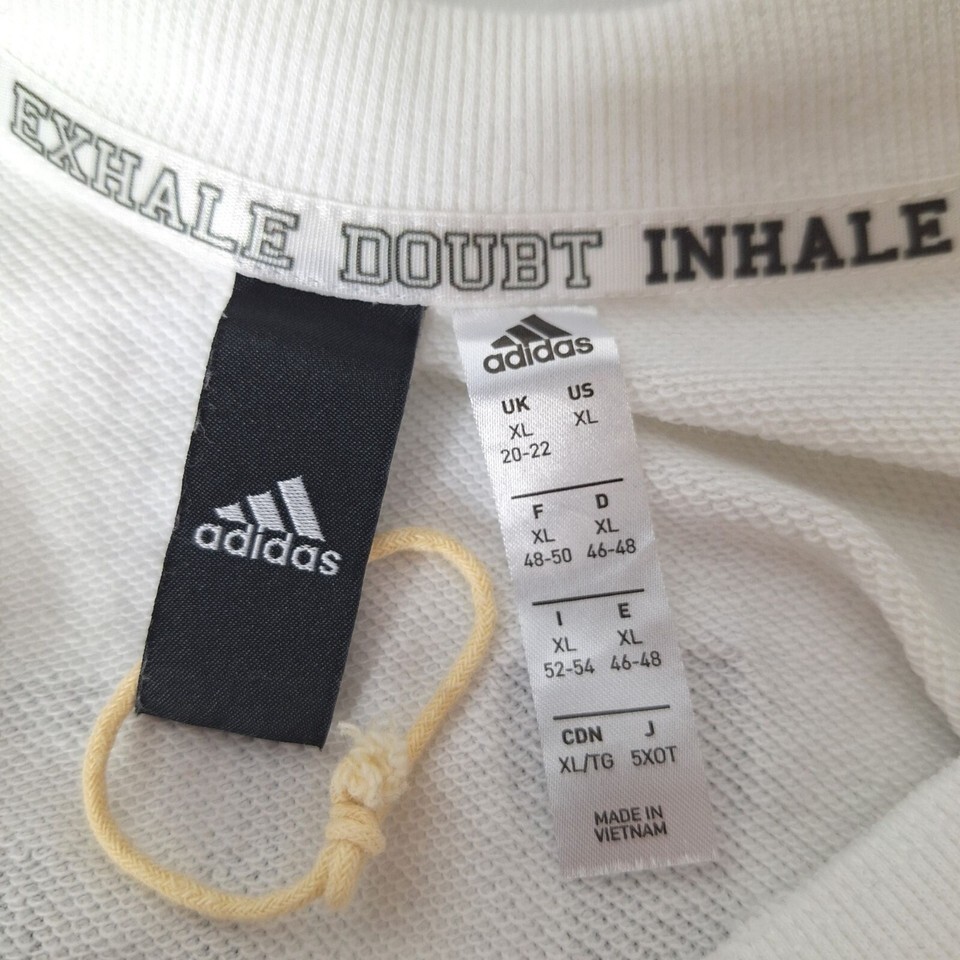 EXHALE DOUBT INHALE
adidas
adidas
UK US
XL XL
20-22
F D
XL XL
48-50 46-48
I E
XL XL
52-54 46-48
CDN J
XL/TG 5XOT
MADE IN
VIETNAM